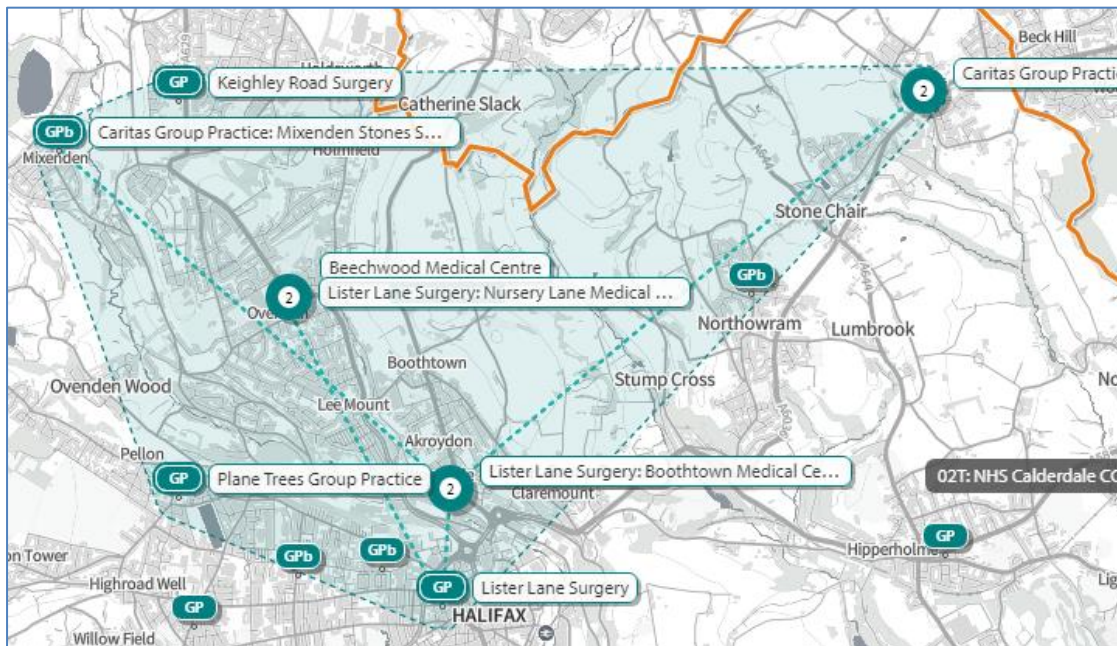 Beck Hill
A629
GP
Keighley Road Surgery
2
Caritas Group Practic
Catherine Slack
GPb
Caritas Group Practice: Mixenden Stones S...
Mixenden
Holmfield
A644
Stone Chair
Beechwood Medical Centre
GPb
2
Lister Lane Surgery: Nursery Lane Medical ...
A644
Northowram
Lumbrook
Boothtown
Stump Cross
Ovenden Wood
Lee Mount
A6036
Akroydon
Pellon
GP
Plane Trees Group Practice
2
Lister Lane Surgery: Boothtown Medical Ce...
02T: NHS Calderdale CC
Claremount
GP
GPb
GPb
Hipperholme
on Tower
Highroad Well
GP
Lister Lane Surgery
GP
HALIFAX
Willow Field